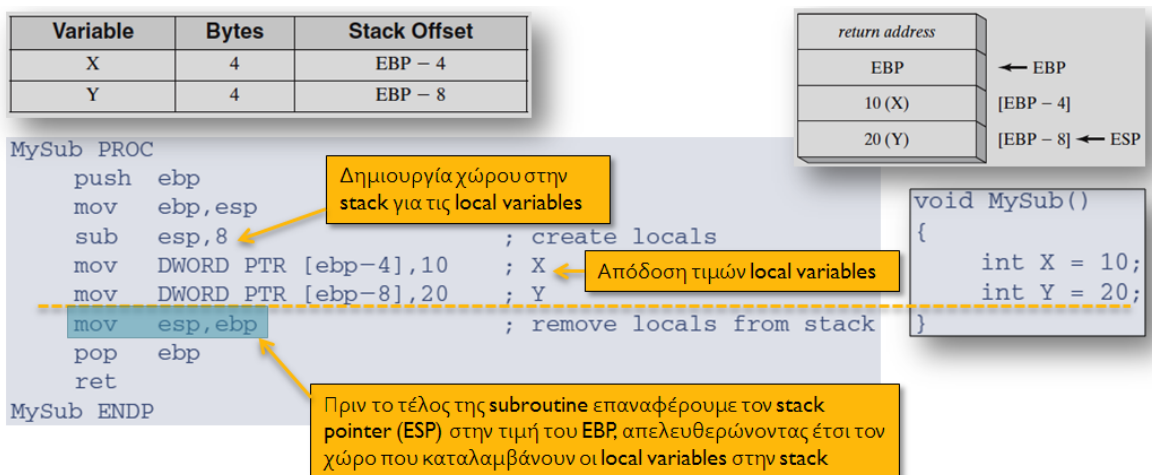 Variable Bytes Stack Offset
X 4 EBP − 4
Y 4 EBP − 8
return address
EBP ← EBP
10 (X) [EBP − 4]
20 (Y) [EBP − 8] ← ESP
MySub PROC
push ebp
mov ebp,esp
sub esp,8 ; create locals
mov DWORD PTR [ebp−4],10 ; X
mov DWORD PTR [ebp−8],20 ; Y
mov esp,ebp ; remove locals from stack
pop ebp
ret
MySub ENDP
Δημιουργία χώρου στην
stack για τις local variables
Απόδοση τιμών local variables
Πριν το τέλος της subroutine επαναφέρουμε τον stack
pointer (ESP) στην τιμή του EBP, απελευθερώνοντας έτσι τον
χώρο που καταλαμβάνουν οι local variables στην stack
void MySub()
{
int X = 10;
int Y = 20;
}